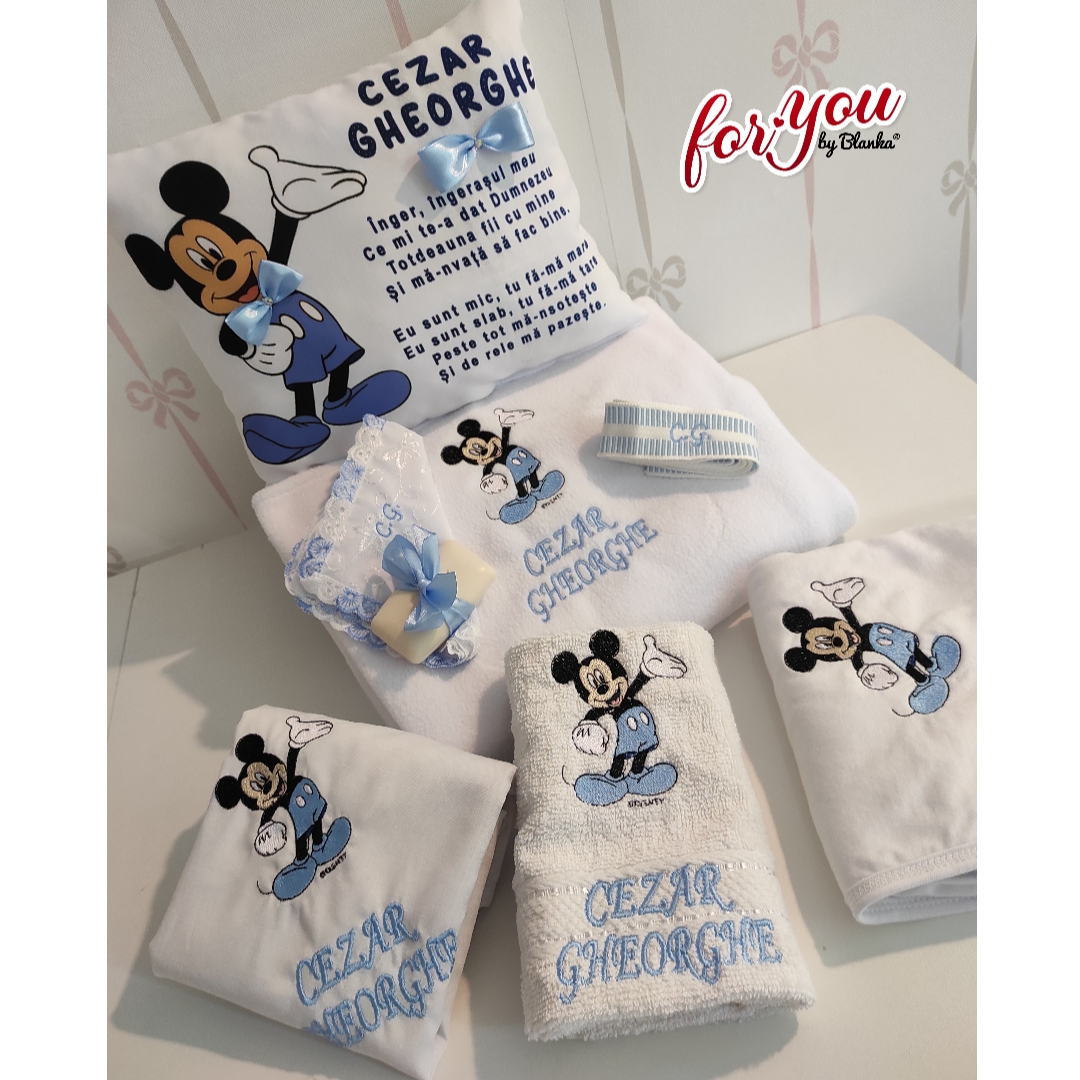 CEZAR
GHEORGHE
Înger, îngerașul meu
Ce mi te-a dat Dumnezeu
Totdeauna fii cu mine
Și mă-nvață să fac bine.
Eu sunt mic, tu fă-mă mare
Eu sunt slab, tu fă-mă tare
Peste tot mă-nsoțește
Și de rele mă pazește.
for you
by Blanka®
C.G.
C.G.
CEZAR
GHEORGHE
CEZAR
GHEORGHE
CEZAR
GHEORGHE